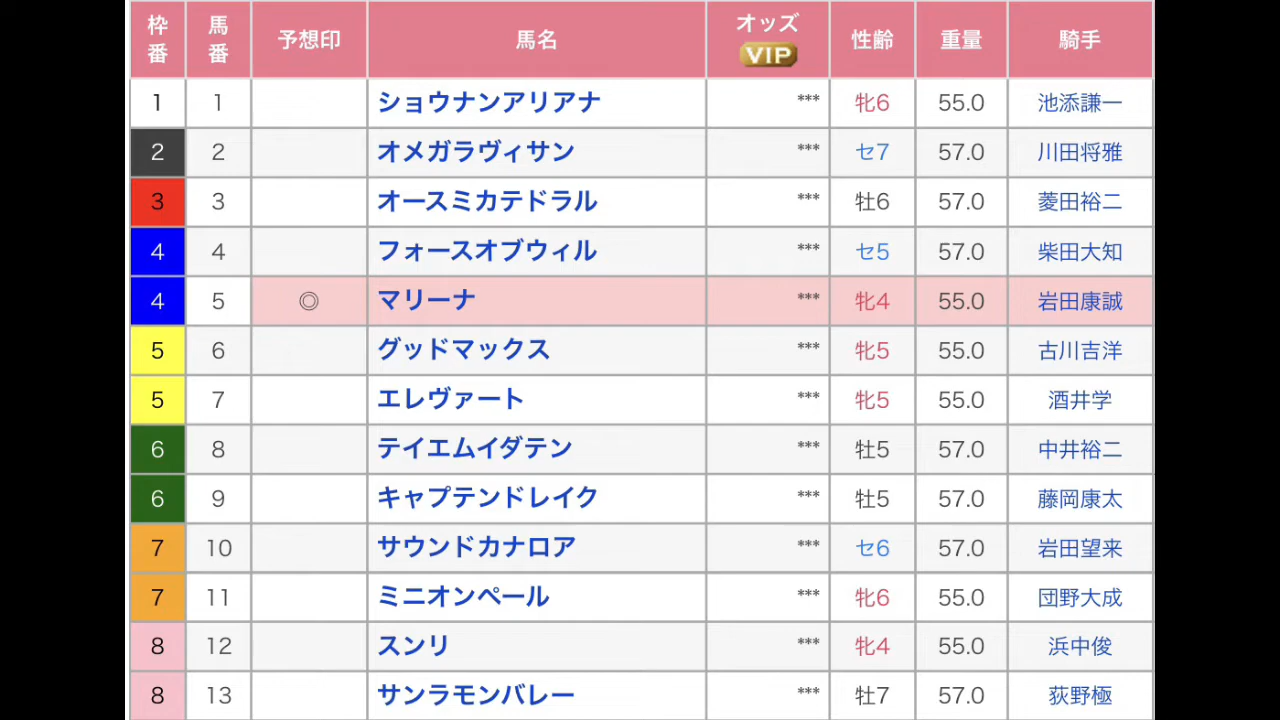 枠番 馬番 予想印 馬名 オッズ VIP 性齢 重量 騎手
1 1 ショウナンアリアナ *** 牝6 55.0 池添謙一
2 2 オメガラヴィサン *** セ7 57.0 川田将雅
3 3 オースミカテドラル *** 牡6 57.0 菱田裕二
4 4 フォースオブウィル *** セ5 57.0 柴田大知
4 5 ◎ マリーナ *** 牝4 55.0 岩田康誠
5 6 グッドマックス *** 牝5 55.0 古川吉洋
5 7 エレヴァート *** 牝5 55.0 酒井学
6 8 テイエムイダテン *** 牡5 57.0 中井裕二
6 9 キャプテンドレイク *** 牡5 57.0 藤岡康太
7 10 サウンドカナロア *** セ6 57.0 岩田望来
7 11 ミニオンペール *** 牝6 55.0 団野大成
8 12 スンリ *** 牝4 55.0 浜中俊
8 13 サンラモンバレー *** 牡7 57.0 荻野極